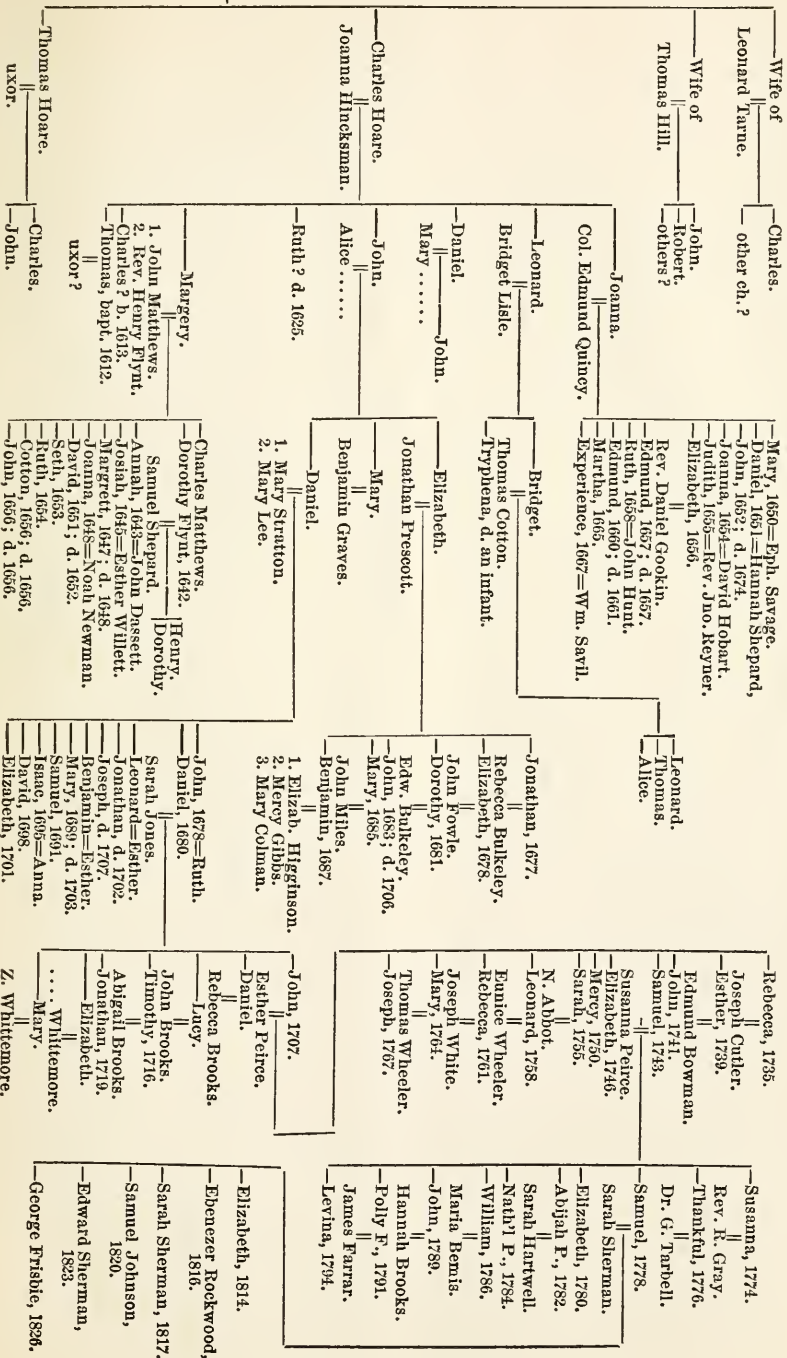 —Wife of
Leonard Tarne.
—Wife of
Thomas Hill.
—Charles Hoare.
Joanna Hincksman.
—Thomas Hoare.
uxor.
—Charles.
— other ch. ?
—John.
—Robert.
—others ?
—Joanna.
Col. Edmund Quincy.
—Leonard.
Bridget Lisle.
—Daniel. —John.
Mary ......
—John.
Alice ......
—Ruth ? d. 1625.
—Margery.
1. John Matthews.
2. Rev. Henry Flynt.
—Charles ? b. 1613.
—Thomas, bapt. 1612.
uxor ?
—Charles.
—John.
—Mary, 1650=Eph. Savage.
—Daniel, 1651=Hannah Shepard,
—John, 1652; d. 1674.
—Joanna, 1654=David Hobart.
—Judith, 1655=Rev. Jno. Reyner.
—Elizabeth, 1656.
Rev. Daniel Gookin.
—Edmund, 1657; d. 1657.
—Ruth, 1658=John Hunt.
—Edmund, 1660; d. 1661.
—Martha, 1665.
—Experience, 1667=Wm. Savil.
—Bridget.
Thomas Cotton.
—Tryphena, d. an infant.
—Elizabeth.
Jonathan Prescott.
—Mary.
Benjamin Graves.
—Daniel.
1. Mary Stratton.
2. Mary Lee.
—Charles Matthews.
—Dorothy Flynt, 1642. |Henry.
Samuel Shepard. |Dorothy.
—Annah, 1643=John Dassett.
—Josiah, 1645=Esther Willett.
—Margrett, 1647; d. 1648.
—Joanna, 1648=Noah Newman.
—David, 1651; d. 1652.
—Seth, 1653.
—Ruth, 1654.
—Cotton, 1656; d. 1656.
—John, 1656; d. 1656.
—Leonard.
—Thomas.
—Alice.
—Jonathan, 1677.
Rebecca Bulkeley.
—Elizabeth, 1678.
John Fowle.
—Dorothy, 1681.
Edw. Bulkeley.
—John, 1683; d. 1706.
—Mary, 1685.
John Miles.
—Benjamin, 1687.
1. Elizab. Higginson.
2. Mercy Gibbs.
3. Mary Colman.
—John, 1678=Ruth.
—Daniel, 1680.
Sarah Jones.
—Leonard=Esther.
—Jonathan, d. 1702.
—Joseph, d. 1707.
—Benjamin=Esther.
—Mary, 1689; d. 1703.
—Samuel, 1691.
—Isaac, 1695=Anna.
—David, 1698.
—Elizabeth, 1701.
—Rebecca, 1735.
Joseph Cutler.
—Esther, 1739.
Edmund Bowman.
—John, 1741.
—Samuel, 1743.
Susanna Peirce.
—Elizabeth, 1746.
—Mercy, 1750.
—Sarah, 1755.
N. Abbot.
—Leonard, 1758.
Eunice Wheeler.
—Rebecca, 1761.
Joseph White.
—Mary, 1764.
Thomas Wheeler.
—Joseph, 1767.
—John, 1707.
Esther Peirce.
—Daniel.
Rebecca Brooks.
—Lucy.
John Brooks.
—Timothy, 1716.
Abigail Brooks.
—Jonathan, 1719.
—Elizabeth.
.... Whittemore.
—Mary.
Z. Whittemore.
—Susanna, 1774.
Rev. R. Gray.
—Thankful, 1776.
Dr. G. Tarbell.
—Samuel, 1778.
Sarah Sherman.
—Elizabeth, 1780.
—Abijah P., 1782.
Sarah Hartwell.
—Nath'l P., 1784.
—William, 1786.
Maria Bemis.
—John, 1789.
Hannah Brooks.
—Polly F., 1791.
James Farrar.
—Levina, 1794.
—Elizabeth, 1814.
—Ebenezer Rockwood,
1816.
—Sarah Sherman, 1817.
—Samuel Johnson,
1820.
—Edward Sherman,
1823.
—George Frisbie, 1826.